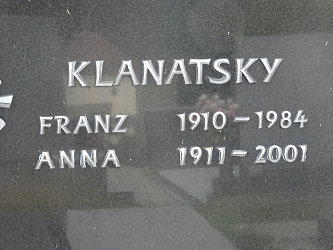 KLANATSKY
FRANZ 1910 – 1984
ANNA 1911 – 2001